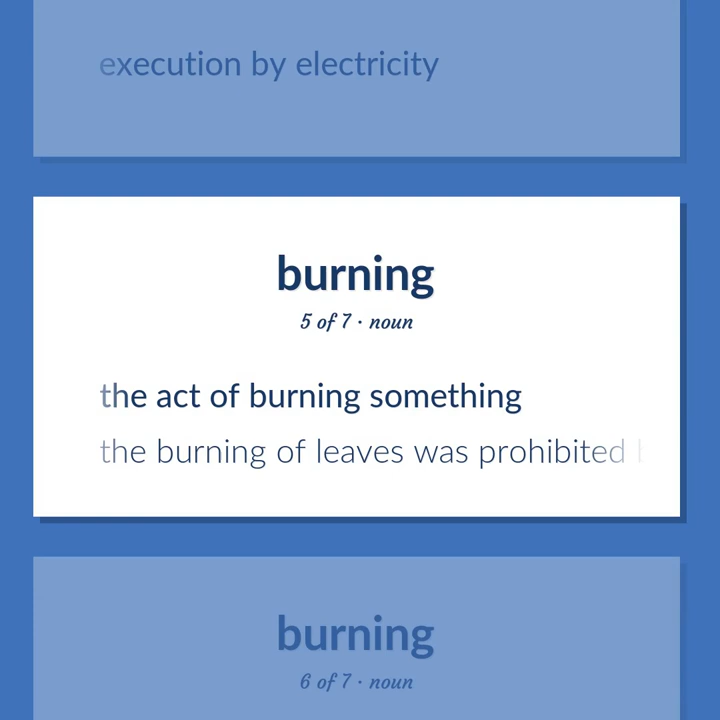 execution by electricity
burning
5 of 7 · noun
the act of burning something
the burning of leaves was prohibited
burning
6 of 7 · noun